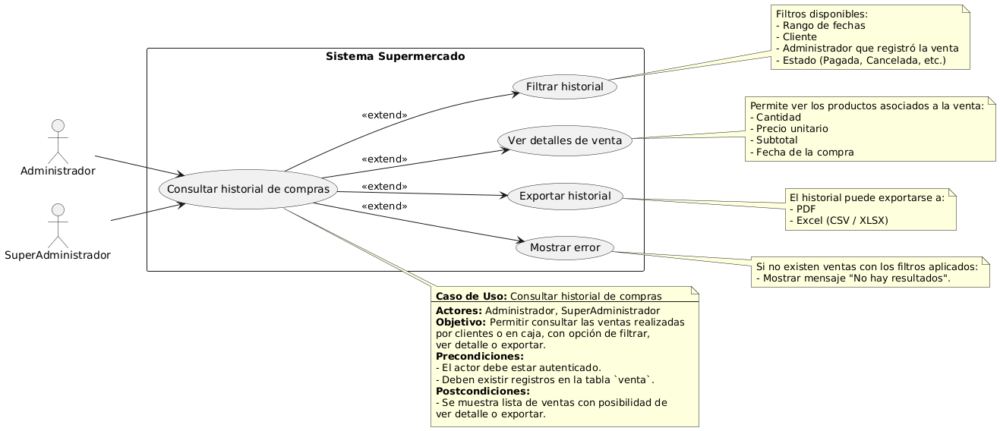 Filtros disponibles:
- Rango de fechas
- Cliente
- Administrador que registró la venta
- Estado (Pagada, Cancelada, etc.)
Sistema Supermercado
Filtrar historial
Permite ver los productos asociados a la venta:
- Cantidad
- Precio unitario
- Subtotal
- Fecha de la compra
«extend»
Ver detalles de venta
«extend»
Administrador
Consultar historial de compras
«extend»
Exportar historial
El historial puede exportarse a:
- PDF
- Excel (CSV / XLSX)
«extend»
SuperAdministrador
Mostrar error
Si no existen ventas con los filtros aplicados:
- Mostrar mensaje "No hay resultados".
Caso de Uso: Consultar historial de compras
Actores: Administrador, SuperAdministrador
Objetivo: Permitir consultar las ventas realizadas
por clientes o en caja, con opción de filtrar,
ver detalle o exportar.
Precondiciones:
- El actor debe estar autenticado.
- Deben existir registros en la tabla `venta`.
Postcondiciones:
- Se muestra lista de ventas con posibilidad de
ver detalle o exportar.